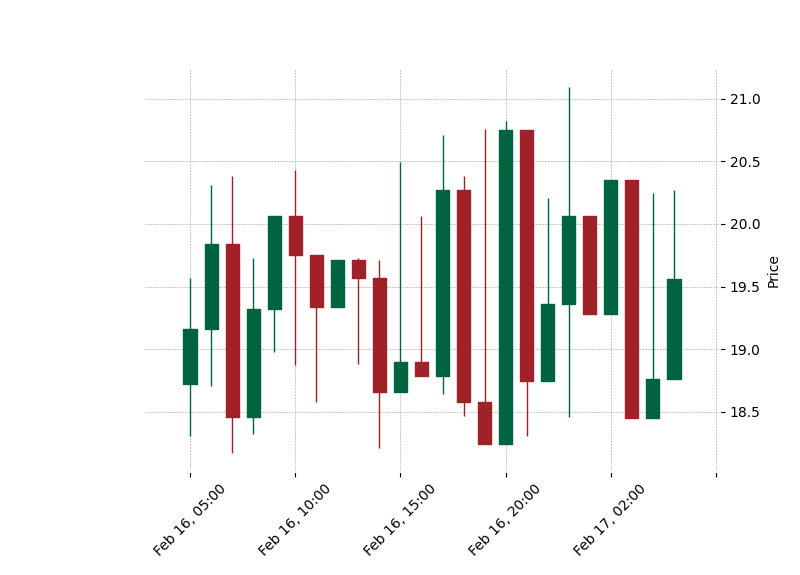 21.0
20.5
20.0
19.5
19.0
18.5
Price
Feb 16, 05:00
Feb 16, 10:00
Feb 16, 15:00
Feb 16, 20:00
Feb 17, 02:00